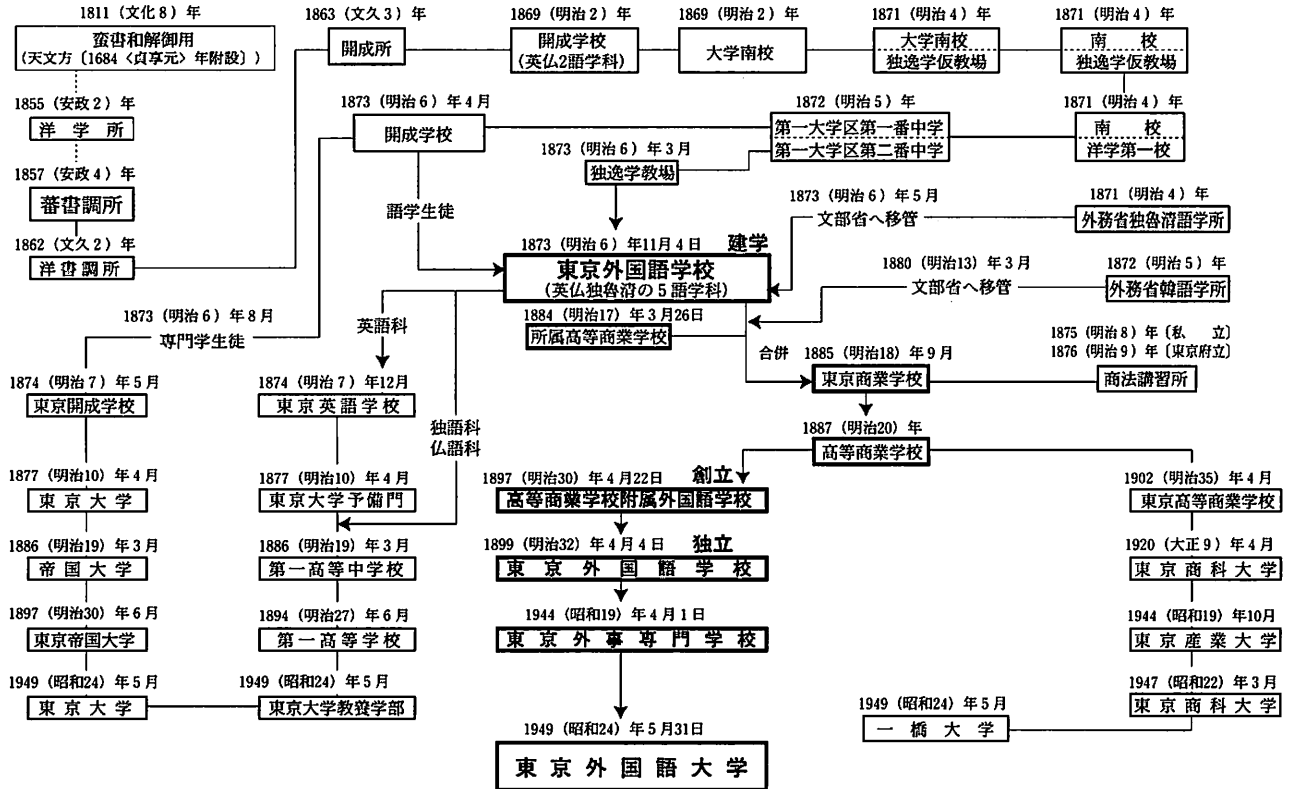 1811（文化8）年
蛮書和解御用
（天文方〔1684〈貞享元〉年附設〕）
1855（安政2）年
洋学所
1857（安政4）年
蕃書調所
1862（文久2）年
洋書調所
1863（文久3）年
開成所
1869（明治2）年
開成学校
（英仏2語学科）
1869（明治2）年
大学南校
1871（明治4）年
大学南校
独逸学仮教場
1871（明治4）年
南校
独逸学仮教場
1871（明治4）年
南校
洋学第一校
1872（明治5）年
第一大学区第一番中学
第一大学区第二番中学
1873（明治6）年4月
開成学校
1873（明治6）年3月
独逸学教場
語学生徒
1873（明治6）年5月
文部省へ移管
1871（明治4）年
外務省独魯清語学所
1873（明治6）年11月4日 建学
東京外国語学校
（英仏独魯清の5語学科）
1880（明治13）年3月
文部省へ移管
1872（明治5）年
外務省韓語学所
1884（明治17）年3月26日
所属高等商業学校
合併
1885（明治18）年9月
東京商業学校
1875（明治8）年〔私立〕
1876（明治9）年〔東京府立〕
商法講習所
1887（明治20）年
高等商業学校
1873（明治6）年8月
専門学生徒
英語科
独語科
仏語科
1874（明治7）年5月
東京開成学校
1877（明治10）年4月
東京大学
1886（明治19）年3月
帝国大学
1897（明治30）年6月
東京帝国大学
1949（昭和24）年5月
東京大学
1874（明治7）年12月
東京英語学校
1877（明治10）年4月
東京大学予備門
1886（明治19）年3月
第一高等中学校
1894（明治27）年6月
第一高等学校
1949（昭和24）年5月
東京大学教養学部
1897（明治30）年4月22日 創立
高等商業学校附属外国語学校
1899（明治32）年4月4日 独立
東京外国語学校
1944（昭和19）年4月1日
東京外事専門学校
1949（昭和24）年5月31日
東京外国語大学
1902（明治35）年4月
東京高等商業学校
1920（大正9）年4月
東京商科大学
1944（昭和19）年10月
東京産業大学
1947（昭和22）年3月
東京商科大学
1949（昭和24）年5月
一橋大学